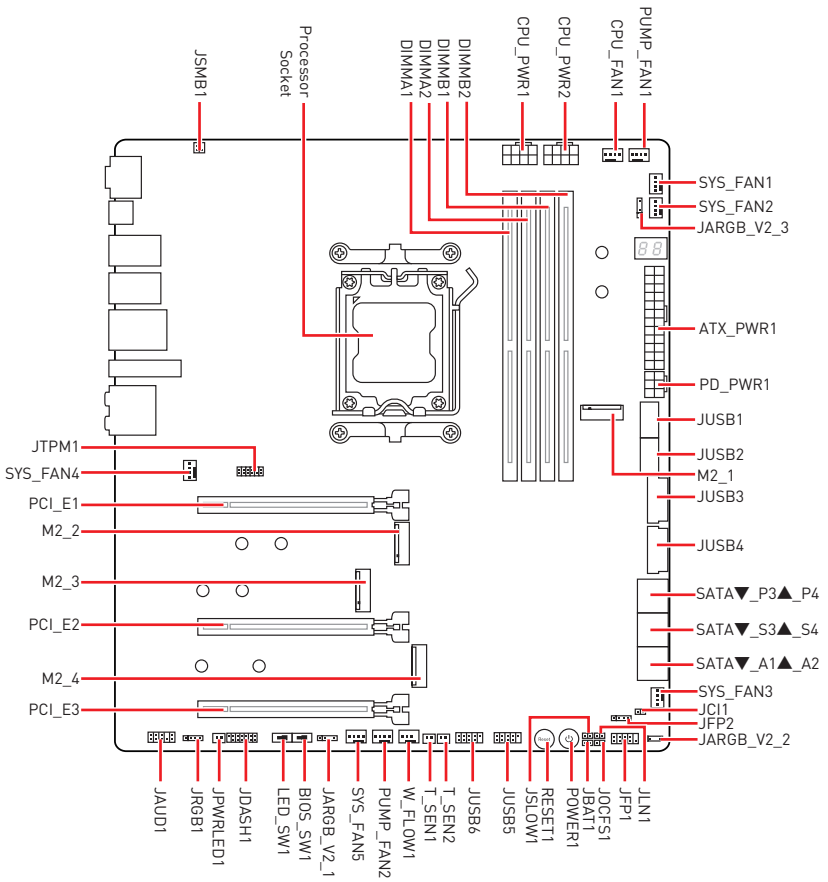 JSMB1
Processor
Socket
DIMMA1
DIMMA2
DIMMB1
DIMMB2
CPU_PWR1
CPU_PWR2
CPU_FAN1
PUMP_FAN1
SYS_FAN1
SYS_FAN2
JARGB_V2_3
88
ATX_PWR1
PD_PWR1
JUSB1
JUSB2
M2_1
JUSB3
JUSB4
SATA▼_P3▲_P4
SATA▼_S3▲_S4
SATA▼_A1▲_A2
SYS_FAN3
JCI1
JFP2
JARGB_V2_2
JTPM1
SYS_FAN4
PCI_E1
M2_2
M2_3
PCI_E2
M2_4
PCI_E3
Reset
JAUD1
JRGB1
JPWRLED1
JDASH1
LED_SW1
BIOS_SW1
JARGB_V2_1
SYS_FAN5
PUMP_FAN2
W_FLOW1
T_SEN1
T_SEN2
JUSB6
JUSB5
JSLOW1
RESET1
POWER1
JBAT1
JOCFS1
JFP1
JLN1